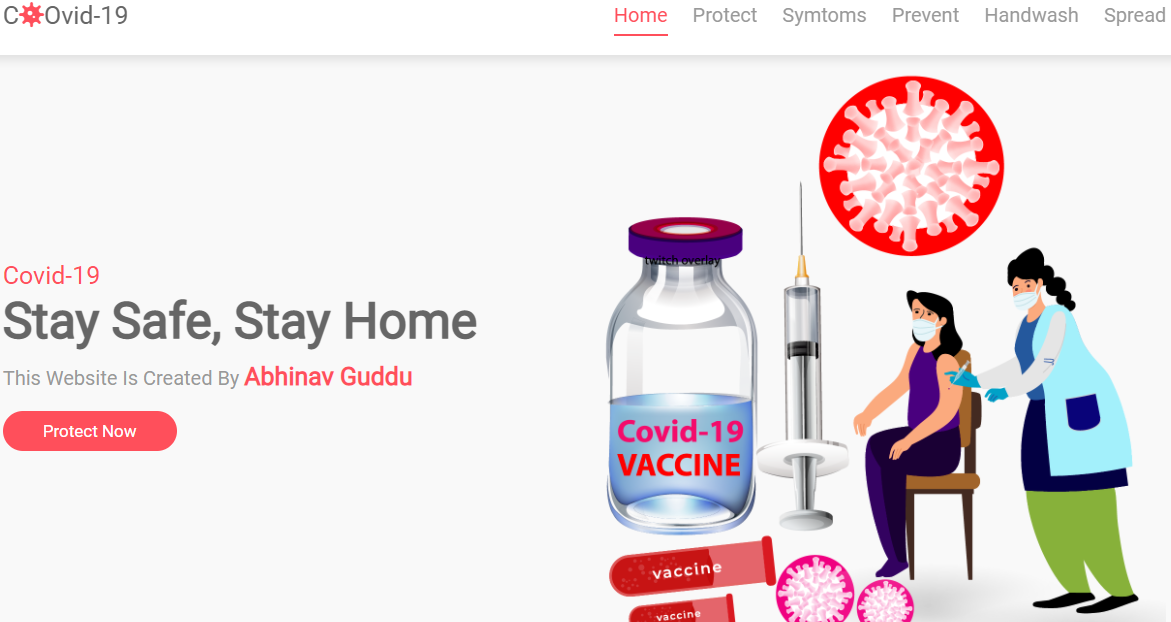 COvid-19
Home Protect Symtoms Prevent Handwash Spread
twitch overlay
Covid-19
Stay Safe, Stay Home
This Website Is Created By Abhinav Guddu
Protect Now
Covid-19
VACCINE
vaccine
vaccine